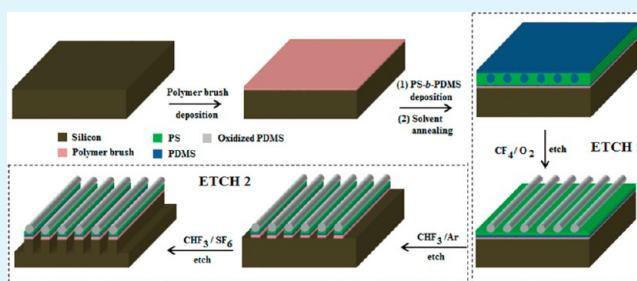 Polymer brush
deposition
(1) PS-b-PDMS
deposition
(2) Solvent
annealing
Silicon
PS
Oxidized PDMS
Polymer brush
PDMS
CF4/O2
etch
ETCH
ETCH 2
CHF3/SF6
etch
CHF3/Ar
etch